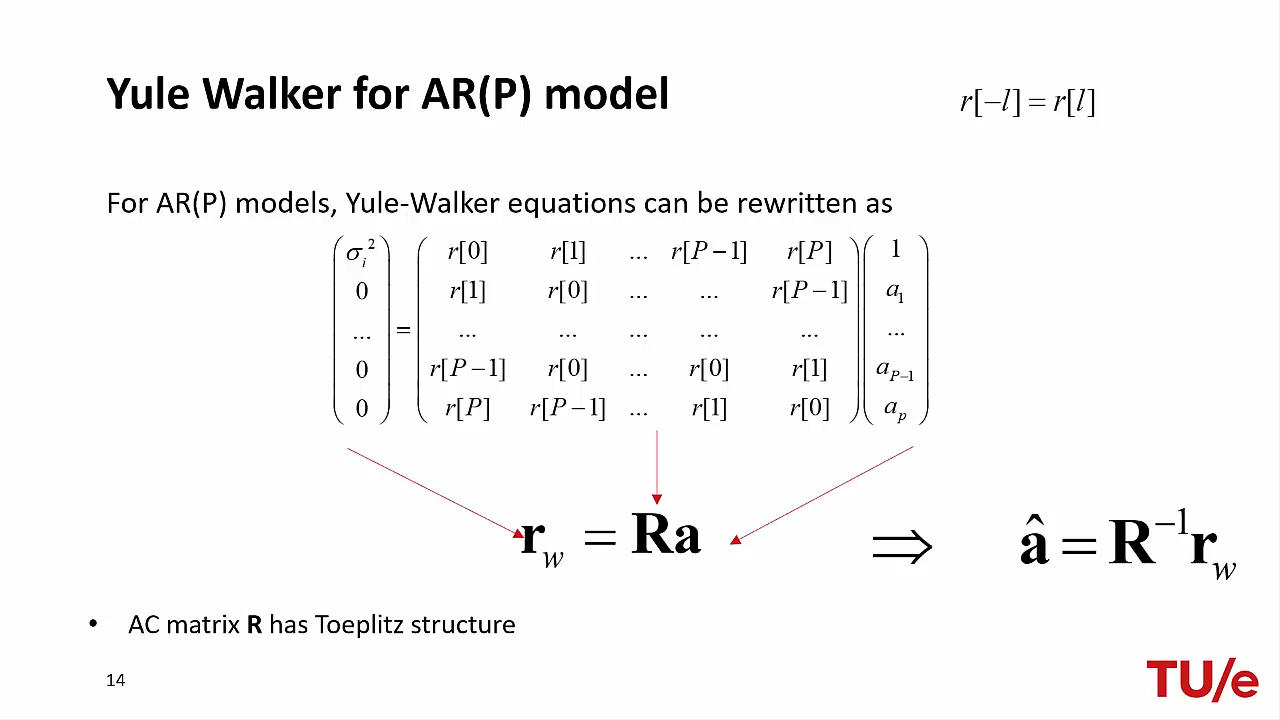 Yule Walker for AR(P) model
r[−l] = r[l]
For AR(P) models, Yule-Walker equations can be rewritten as
σᵢ² r[0] r[1] ... r[P−1] r[P] 1
0 r[1] r[0] ... ... r[P−1] a₁
... = ... ... ... ... ... ...
0 r[P−1] r[0] ... r[0] r[1] a_{P−1}
0 r[P] r[P−1] ... r[1] r[0] a_p
r_w = Ra ⇒ â = R⁻¹r_w
• AC matrix R has Toeplitz structure
14
TU/e